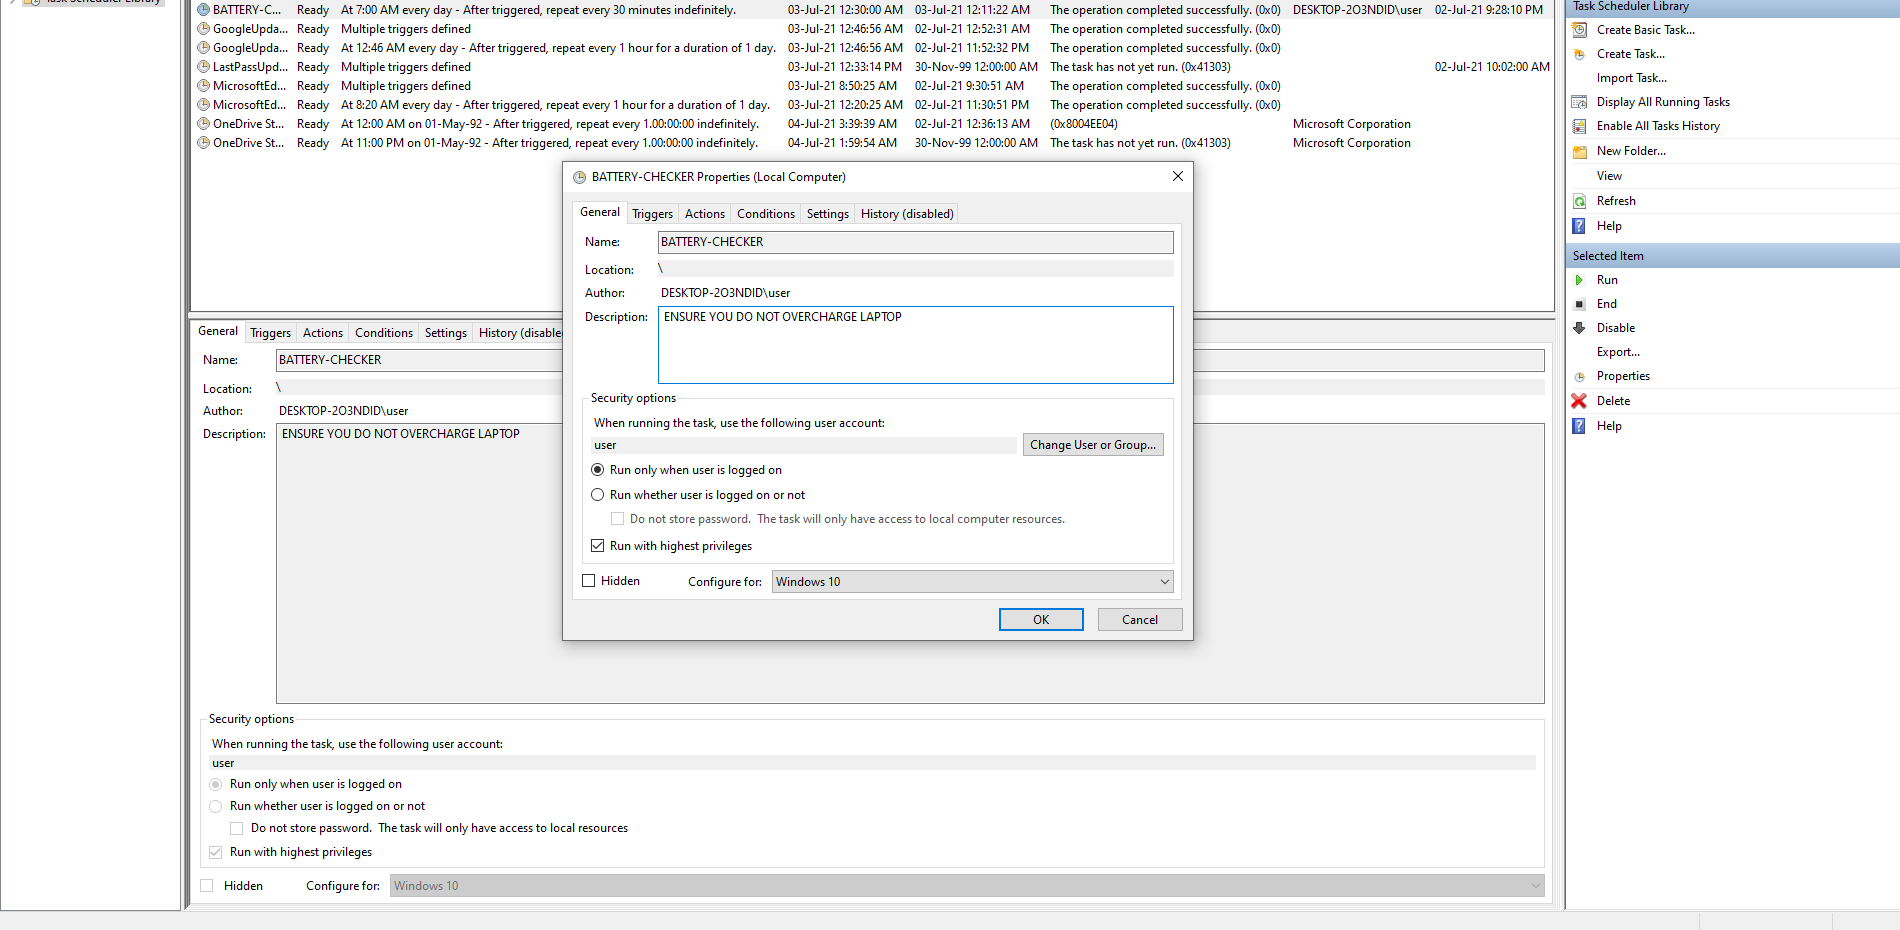 Task Scheduler Library
BATTERY-C... Ready At 7:00 AM every day - After triggered, repeat every 30 minutes indefinitely. 03-Jul-21 12:30:00 AM 03-Jul-21 12:11:22 AM The operation completed successfully. (0x0) DESKTOP-2O3NDID\user 02-Jul-21 9:28:10 PM
GoogleUpda... Ready Multiple triggers defined 03-Jul-21 12:46:56 AM 02-Jul-21 12:52:31 AM The operation completed successfully. (0x0)
GoogleUpda... Ready At 12:46 AM every day - After triggered, repeat every 1 hour for a duration of 1 day. 03-Jul-21 12:46:56 AM 02-Jul-21 11:52:32 PM The operation completed successfully. (0x0)
LastPassUpd... Ready Multiple triggers defined 03-Jul-21 12:33:14 PM 30-Nov-99 12:00:00 AM The task has not yet run. (0x41303) 02-Jul-21 10:02:00 AM
MicrosoftEd... Ready Multiple triggers defined 03-Jul-21 8:50:25 AM 02-Jul-21 9:30:51 AM The operation completed successfully. (0x0)
MicrosoftEd... Ready At 8:20 AM every day - After triggered, repeat every 1 hour for a duration of 1 day. 03-Jul-21 12:20:25 AM 02-Jul-21 11:30:51 PM The operation completed successfully. (0x0)
OneDrive St... Ready At 12:00 AM on 01-May-92 - After triggered, repeat every 1.00:00:00 indefinitely. 04-Jul-21 3:39:39 AM 02-Jul-21 12:36:13 AM (0x8004EE04) Microsoft Corporation
OneDrive St... Ready At 11:00 PM on 01-May-92 - After triggered, repeat every 1.00:00:00 indefinitely. 04-Jul-21 1:59:54 AM 30-Nov-99 12:00:00 AM The task has not yet run. (0x41303) Microsoft Corporation
BATTERY-CHECKER Properties (Local Computer)
General Triggers Actions Conditions Settings History (disabled)
Name: BATTERY-CHECKER
Location: \
Author: DESKTOP-2O3NDID\user
Description: ENSURE YOU DO NOT OVERCHARGE LAPTOP
Security options
When running the task, use the following user account:
user Change User or Group...
Run only when user is logged on
Run whether user is logged on or not
Do not store password. The task will only have access to local computer resources.
Run with highest privileges
Hidden Configure for: Windows 10
OK Cancel
General Triggers Actions Conditions Settings History (disable
Name: BATTERY-CHECKER
Location: \
Author: DESKTOP-2O3NDID\user
Description: ENSURE YOU DO NOT OVERCHARGE LAPTOP
Security options
When running the task, use the following user account:
user
Run only when user is logged on
Run whether user is logged on or not
Do not store password. The task will only have access to local resources
Run with highest privileges
Hidden Configure for: Windows 10
Task Scheduler Library
Create Basic Task...
Create Task...
Import Task...
Display All Running Tasks
Enable All Tasks History
New Folder...
View
Refresh
Help
Selected Item
Run
End
Disable
Export...
Properties
Delete
Help